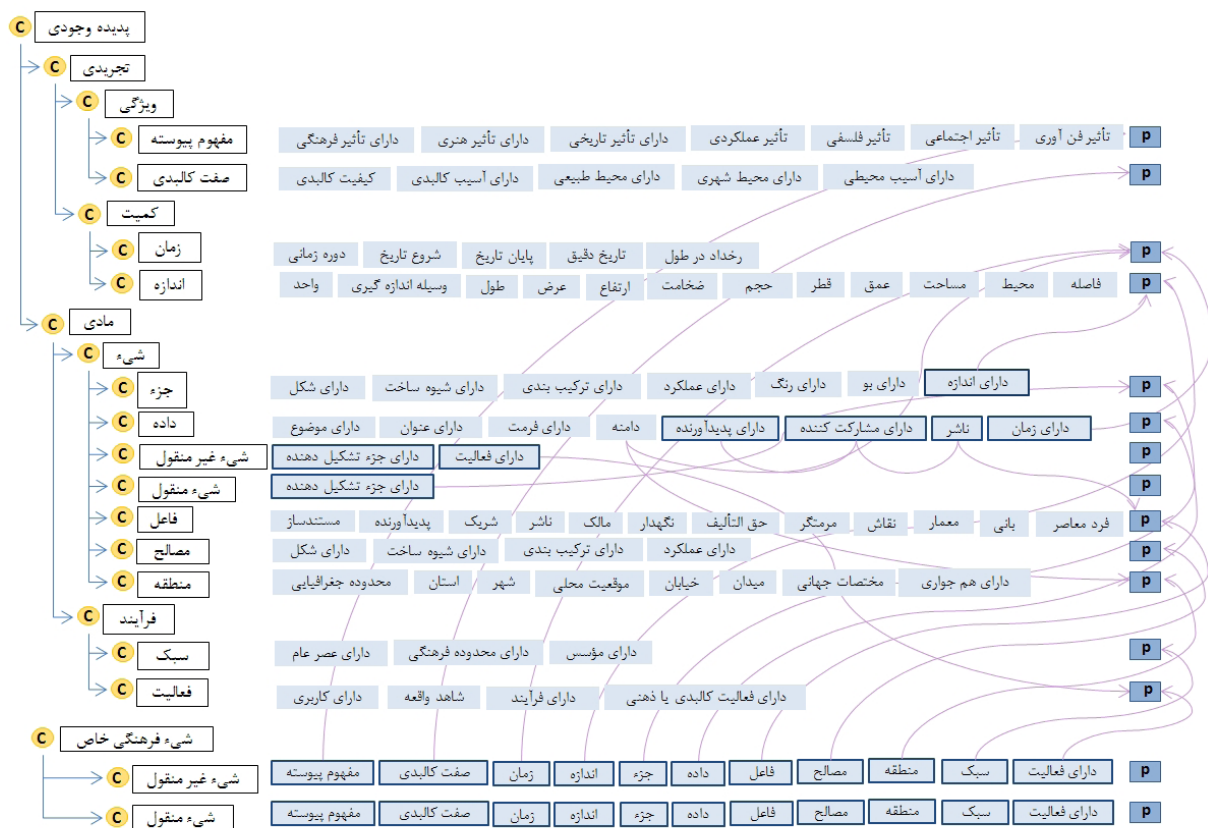 C پدیده وجودی
C تجریدی
C ویژگی
C مفهوم پیوسته دارای تأثیر فرهنگی دارای تأثیر هنری دارای تأثیر تاریخی تأثیر عملکردی تأثیر فلسفی تأثیر اجتماعی تأثیر فن آوری p
C صفت کالبدی کیفیت کالبدی دارای آسیب کالبدی دارای محیط طبیعی دارای محیط شهری دارای آسیب محیطی p
C کمیت
C زمان دوره زمانی شروع تاریخ پایان تاریخ تاریخ دقیق رخداد در طول p
C اندازه واحد وسیله اندازه گیری طول عرض ارتفاع ضخامت حجم قطر عمق مساحت محیط فاصله p
C مادی
C شیء
C جزء دارای شکل دارای شیوه ساخت دارای ترکیب بندی دارای عملکرد دارای رنگ دارای بو دارای اندازه p
C داده دارای موضوع دارای عنوان دارای فرمت دامنه دارای پدیدآورنده دارای مشارکت کننده ناشر دارای زمان p
C شیء غیر منقول دارای جزء تشکیل دهنده دارای فعالیت p
C شیء منقول دارای جزء تشکیل دهنده p
C فاعل مستندساز پدیدآورنده شریک ناشر مالک نگهدار حق التألیف مرمتگر نقاش معمار بانی فرد معاصر p
C مصالح دارای شکل دارای شیوه ساخت دارای ترکیب بندی دارای عملکرد p
C منطقه محدوده جغرافیایی استان شهر موقعیت محلی خیابان میدان مختصات جهانی دارای هم جواری p
C فرآیند
C سبک دارای عصر عام دارای محدوده فرهنگی دارای مؤسس p
C فعالیت دارای کاربری شاهد واقعه دارای فرآیند دارای فعالیت کالبدی یا ذهنی p
C شیء فرهنگی خاص
C شیء غیر منقول مفهوم پیوسته صفت کالبدی زمان اندازه جزء داده فاعل مصالح منطقه سبک دارای فعالیت p
C شیء منقول مفهوم پیوسته صفت کالبدی زمان اندازه جزء داده فاعل مصالح منطقه سبک دارای فعالیت p